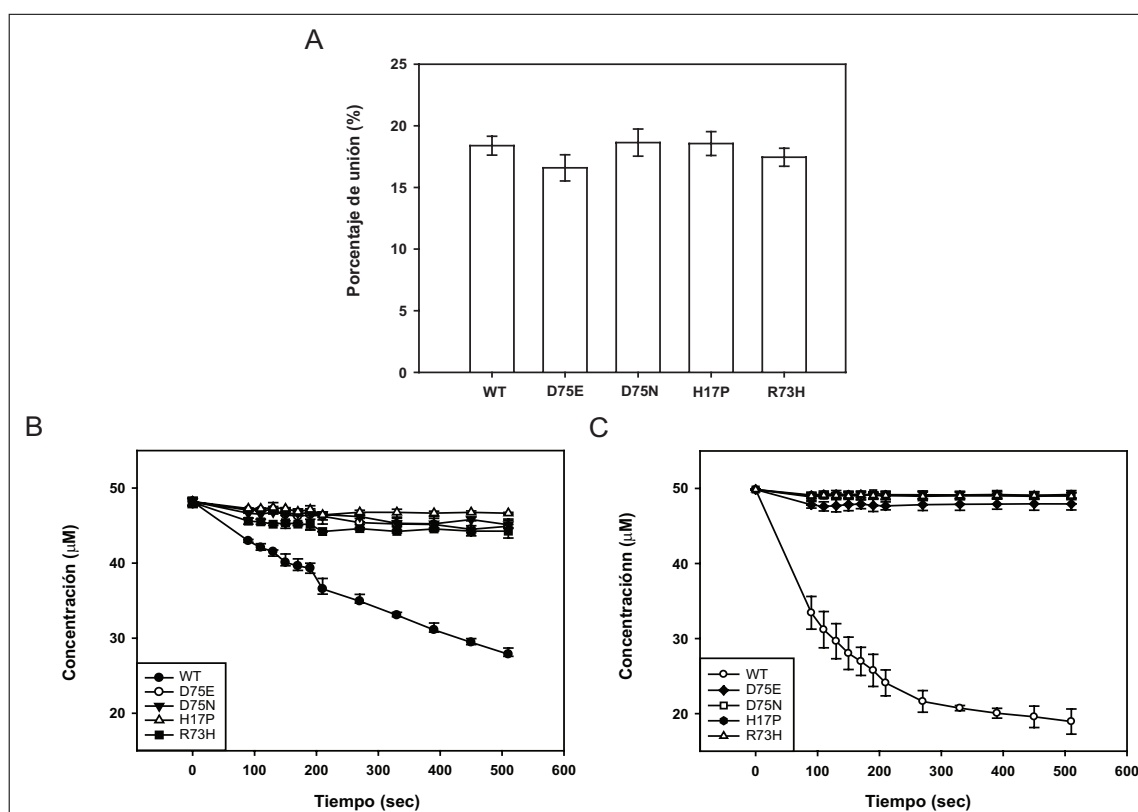 A
Porcentaje de unión (%)
25
20
15
10
5
0
WT D75E D75N H17P R73H
B
Concentración (μM)
50
40
30
20
0 100 200 300 400 500 600
Tiempo (sec)
WT
D75E
D75N
H17P
R73H
C
Concentraciónn (μM)
50
40
30
20
0 100 200 300 400 500 600
Tiempo (sec)
WT
D75E
D75N
H17P
R73H